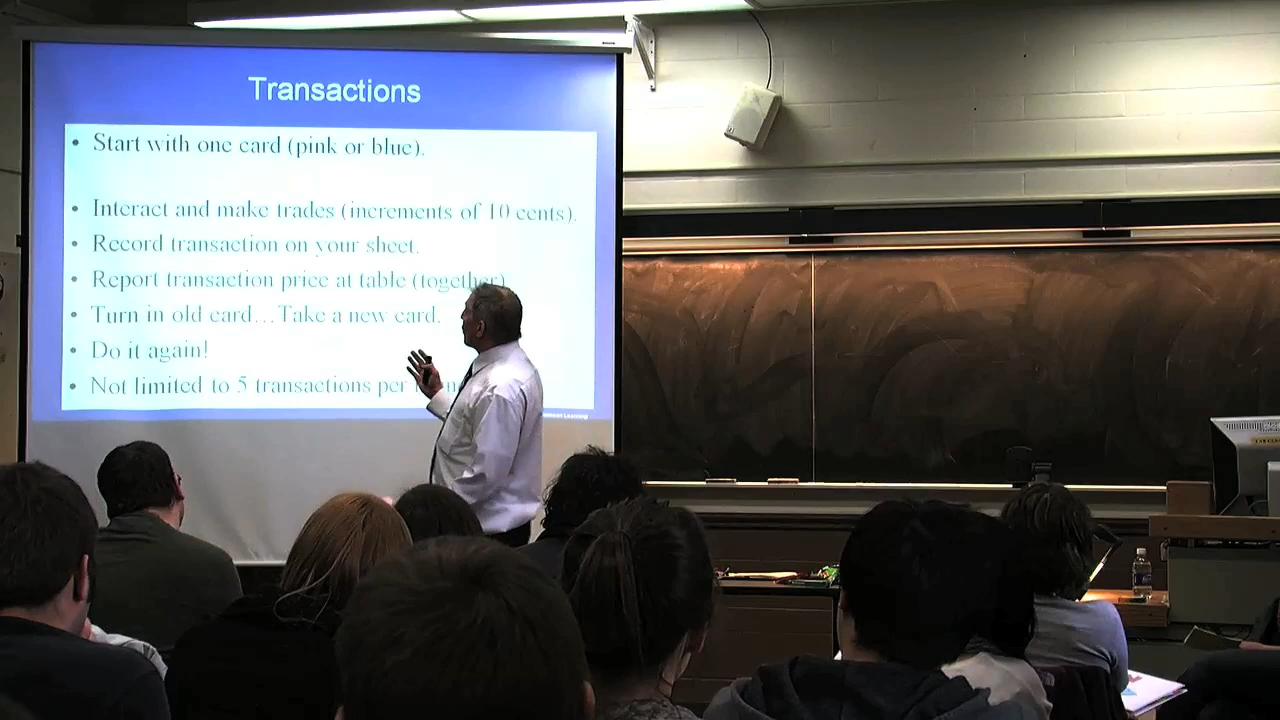 Transactions
• Start with one card (pink or blue).
• Interact and make trades (increments of 10 cents).
• Record transaction on your sheet.
• Report transaction price at table (together)
• Turn in old card…Take a new card.
• Do it again!
• Not limited to 5 transactions per
Learning